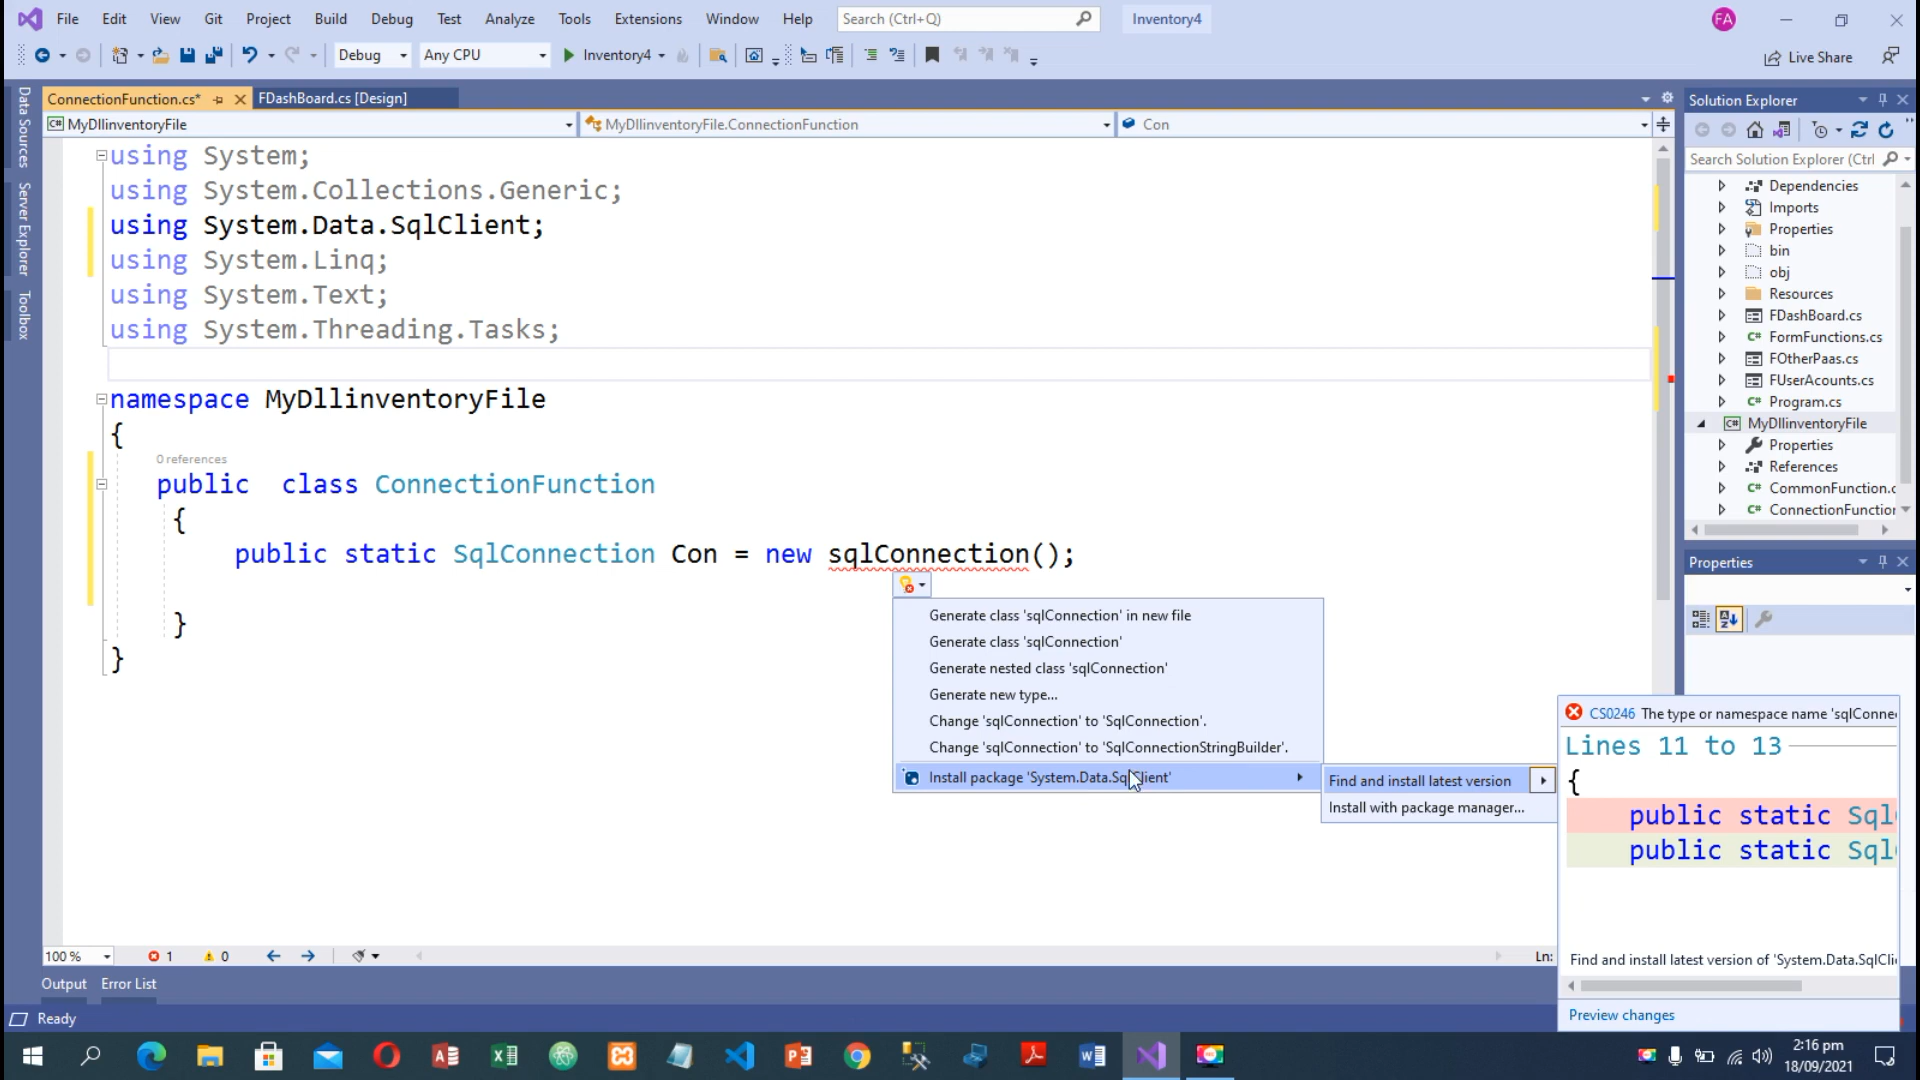 File Edit View Git Project Build Debug Test Analyze Tools Extensions Window Help Search (Ctrl+Q) Inventory4 FA
Debug Any CPU Inventory4 Live Share
ConnectionFunction.cs* FDashBoard.cs [Design]
MyDllinventoryFile MyDllinventoryFile.ConnectionFunction Con
Data Sources
Server Explorer
Toolbox
using System;
using System.Collections.Generic;
using System.Data.SqlClient;
using System.Linq;
using System.Text;
using System.Threading.Tasks;
namespace MyDllinventoryFile
{
0 references
public class ConnectionFunction
{
public static SqlConnection Con = new sqlConnection();
}
}
Generate class 'sqlConnection' in new file
Generate class 'sqlConnection'
Generate nested class 'sqlConnection'
Generate new type...
Change 'sqlConnection' to 'SqlConnection'.
Change 'sqlConnection' to 'SqlConnectionStringBuilder'.
Install package 'System.Data.SqlClient'
Find and install latest version
Install with package manager...
Solution Explorer
Search Solution Explorer (Ctrl
Dependencies
Imports
Properties
bin
obj
Resources
FDashBoard.cs
C# FormFunctions.cs
FOtherPaas.cs
FUserAcounts.cs
C# Program.cs
C# MyDllinventoryFile
Properties
References
C# CommonFunction.c
C# ConnectionFunction
Properties
CS0246 The type or namespace name 'sqlConne
Lines 11 to 13
{
public static Sql
public static Sql
Find and install latest version of 'System.Data.SqlClie
Preview changes
100 % 1 0 Ln:
Output Error List
Ready
2:16 pm
18/09/2021